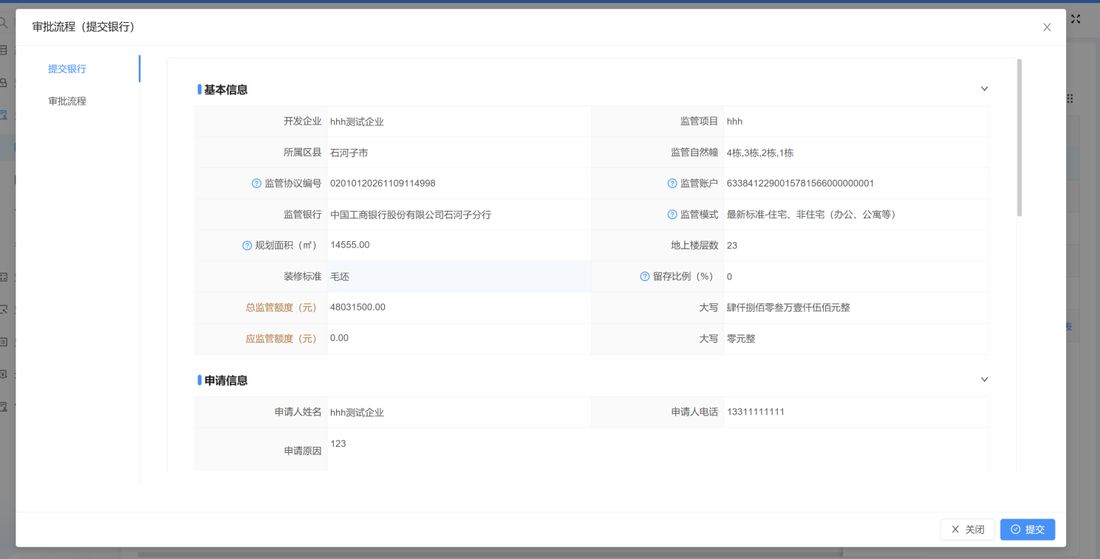 审批流程（提交银行）
提交银行
审批流程
基本信息
开发企业 hhh测试企业 监管项目 hhh
所属区县 石河子市 监管自然幢 4栋,3栋,2栋,1栋
监管协议编号 02010120261109114998 监管账户 6338412290015781566000000001
监管银行 中国工商银行股份有限公司石河子分行 监管模式 最新标准-住宅、非住宅（办公、公寓等）
规划面积（㎡） 14555.00 地上楼层数 23
装修标准 毛坯 留存比例（%） 0
总监管额度（元） 48031500.00 大写 肆仟捌佰零叁万壹仟伍佰元整
应监管额度（元） 0.00 大写 零元整
申请信息
申请人姓名 hhh测试企业 申请人电话 13311111111
申请原因 123
关闭 提交